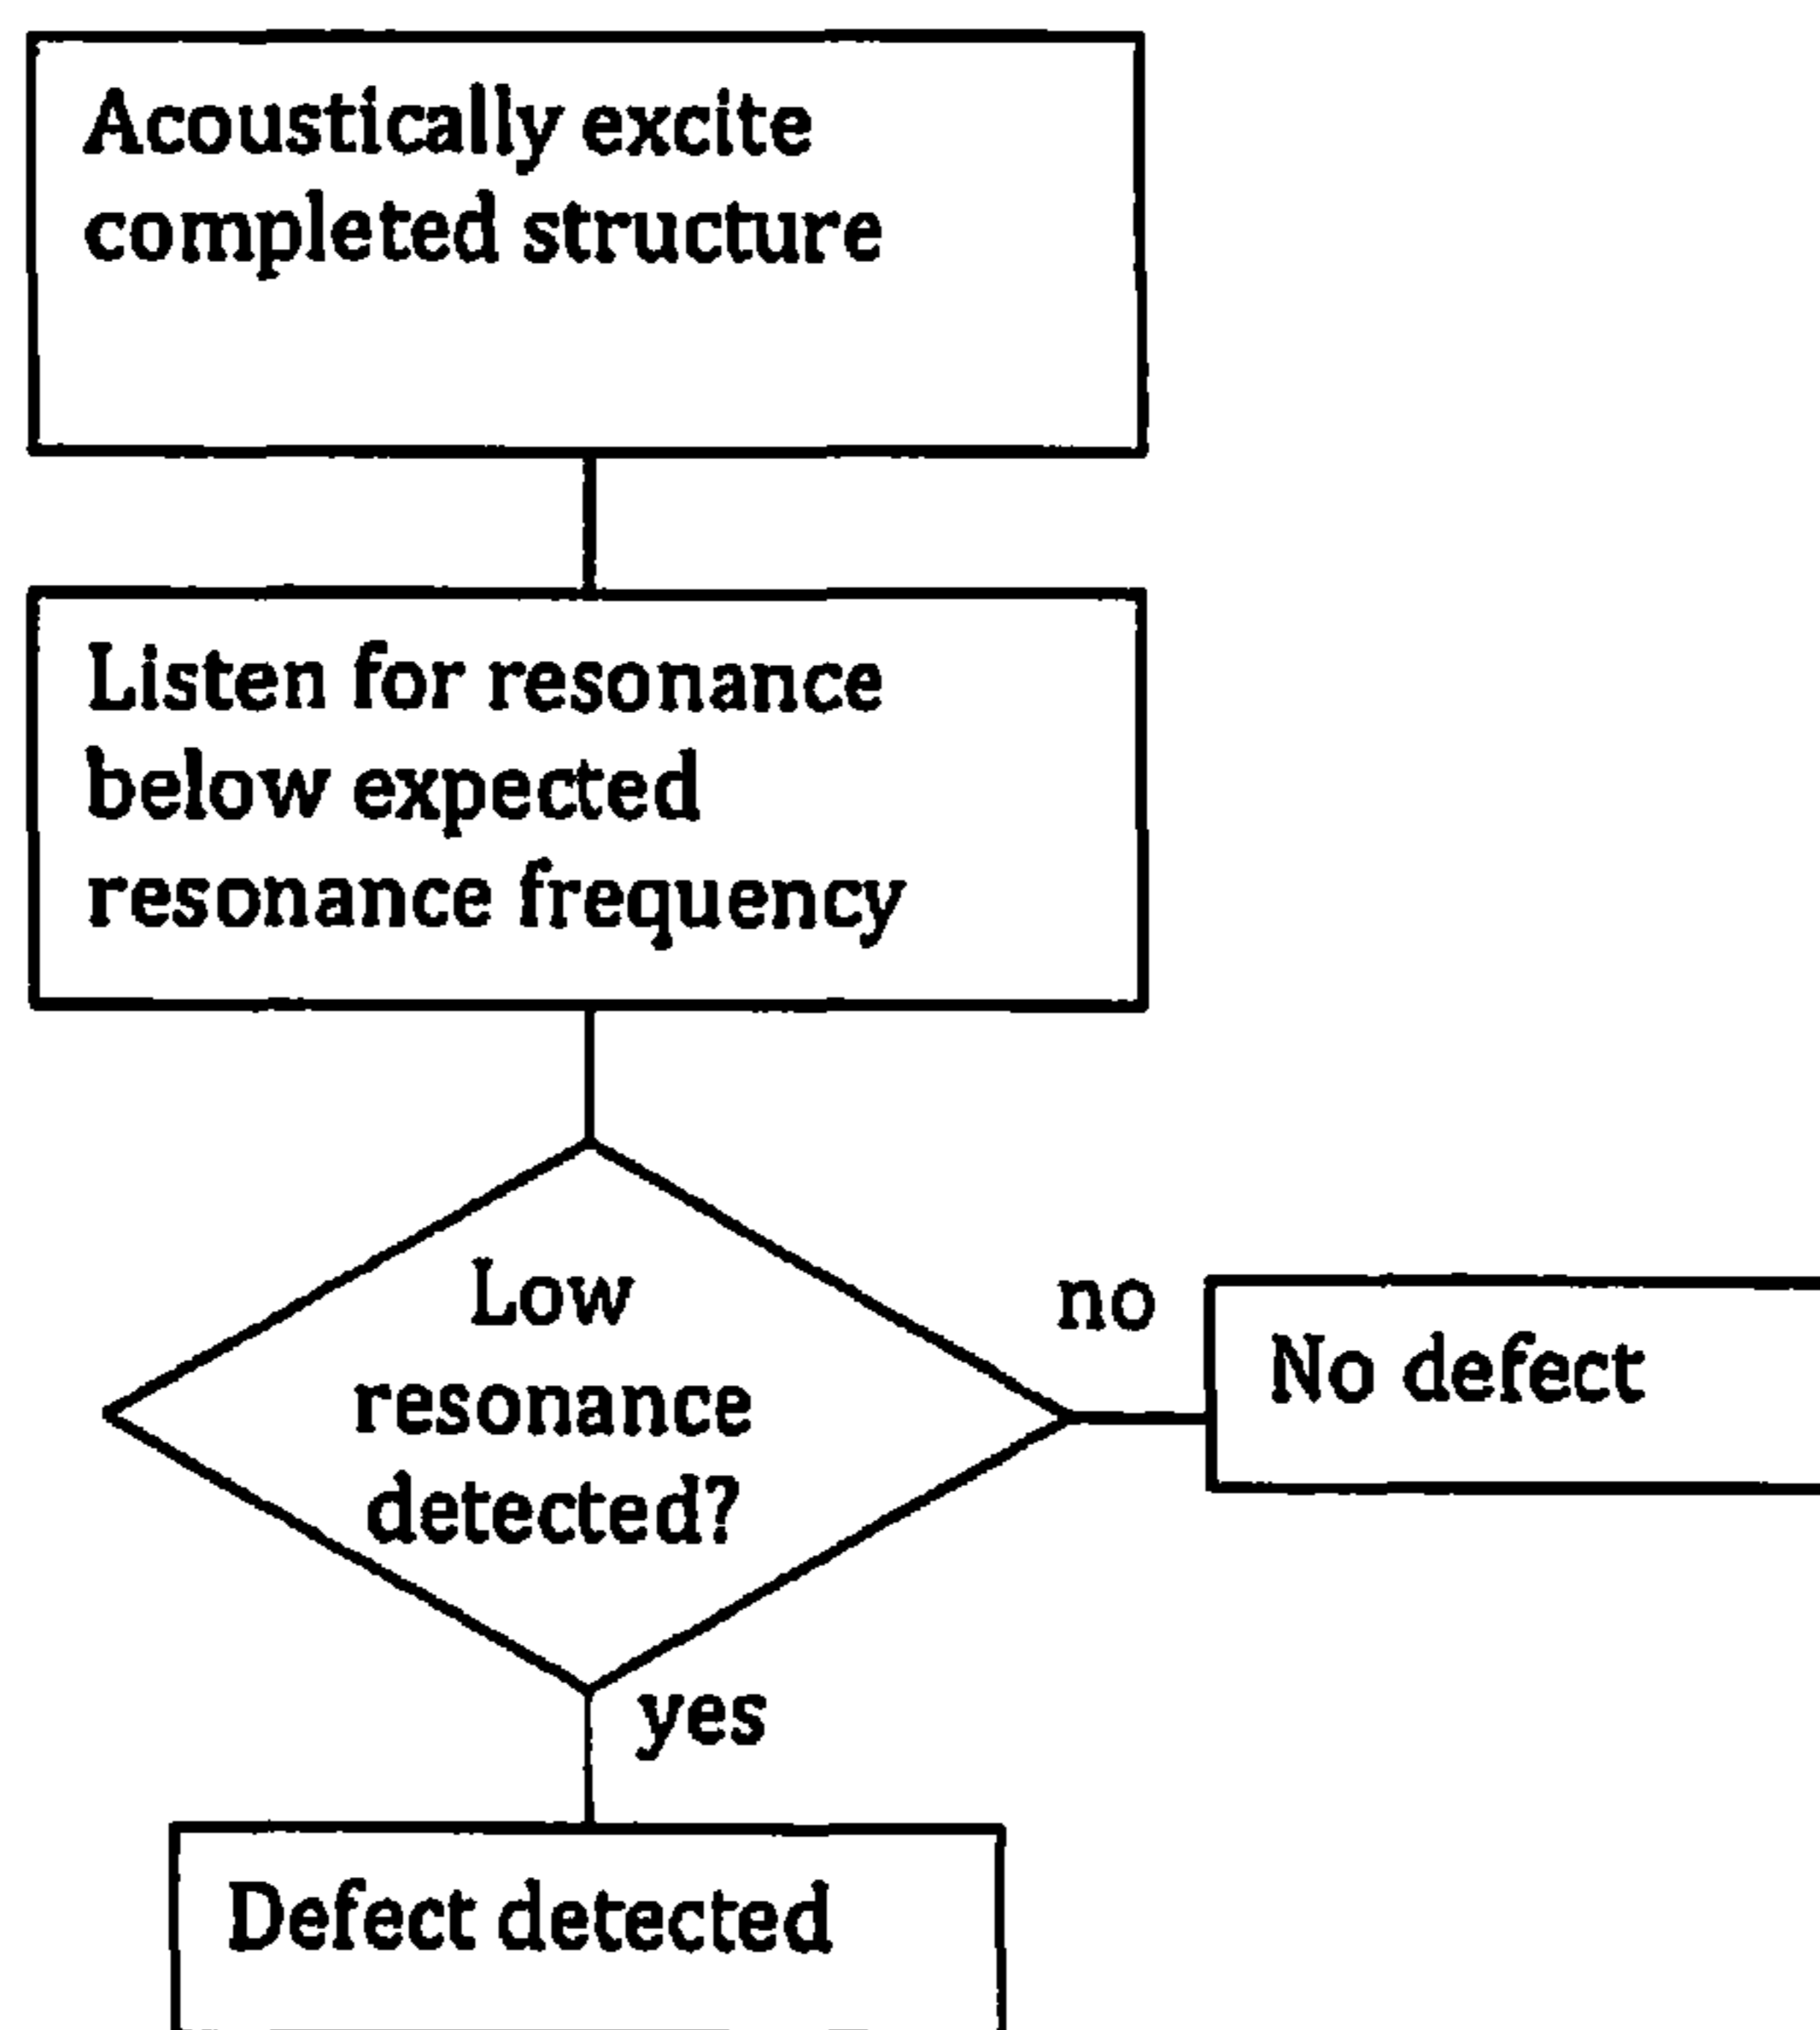 Acoustically excite
completed structure
Listen for resonance
below expected
resonance frequency
Low
resonance
detected?
no
No defect
yes
Defect detected